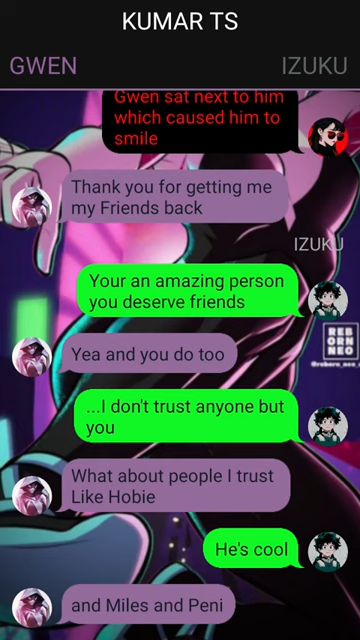 KUMAR TS
GWEN
IZUKU
Gwen sat next to him
which caused him to
smile
Thank you for getting me
my Friends back
IZUKU
Your an amazing person
you deserve friends
Yea and you do too
REB
ORN
NEO
...I don't trust anyone but
you
What about people I trust
Like Hobie
He's cool
and Miles and Peni